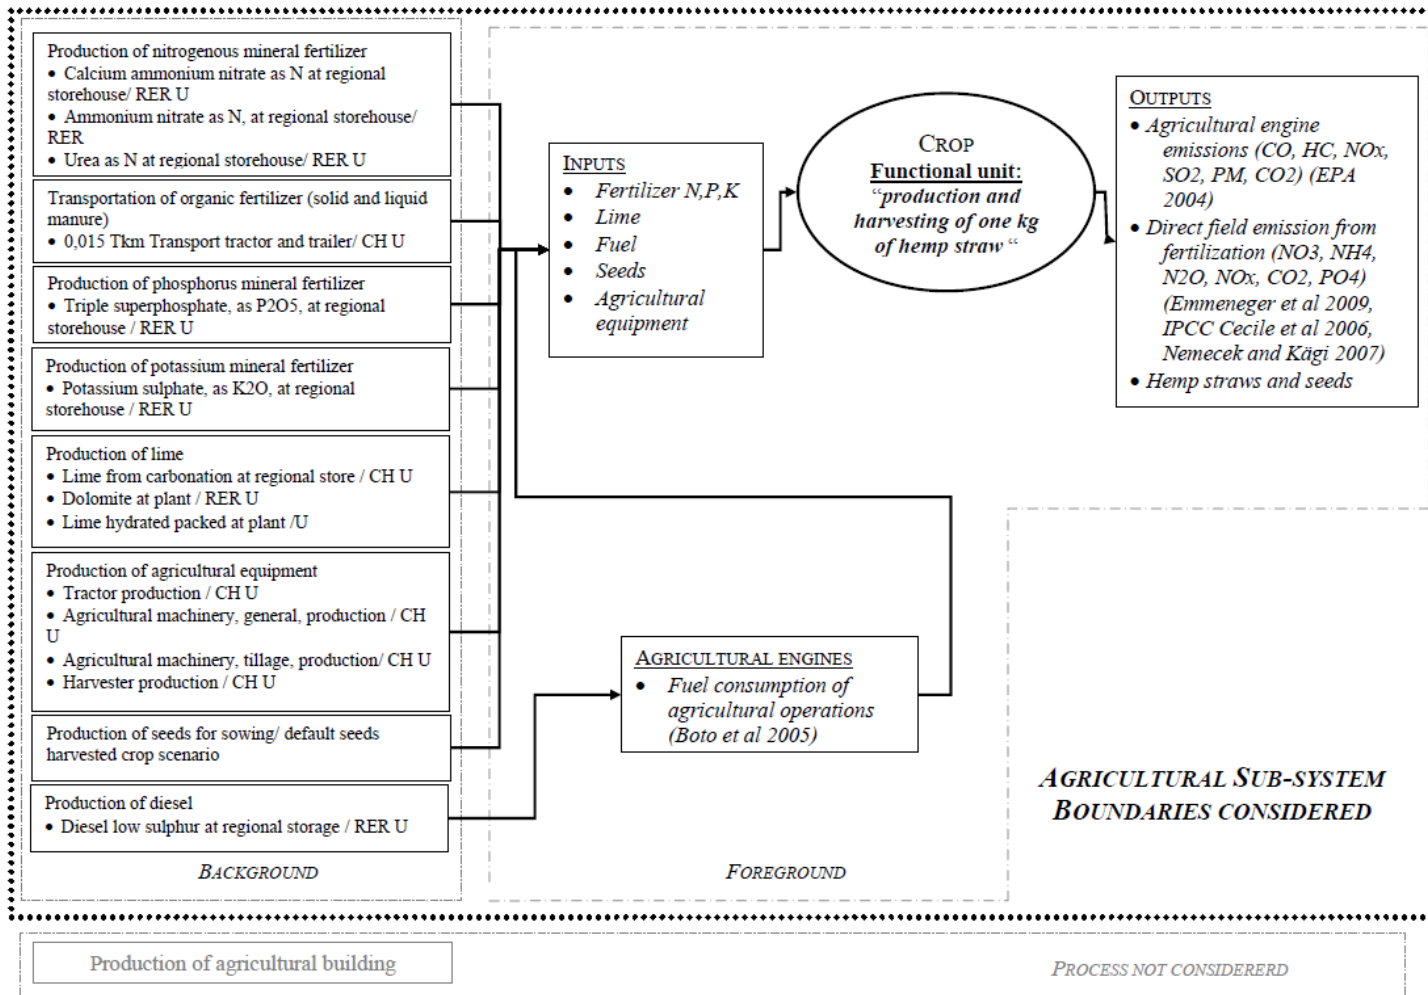 Production of nitrogenous mineral fertilizer
• Calcium ammonium nitrate as N at regional
storehouse/ RER U
• Ammonium nitrate as N, at regional storehouse/
RER
• Urea as N at regional storehouse/ RER U
Transportation of organic fertilizer (solid and liquid
manure)
• 0,015 Tkm Transport tractor and trailer/ CH U
Production of phosphorus mineral fertilizer
• Triple superphosphate, as P2O5, at regional
storehouse / RER U
Production of potassium mineral fertilizer
• Potassium sulphate, as K2O, at regional
storehouse / RER U
Production of lime
• Lime from carbonation at regional store / CH U
• Dolomite at plant / RER U
• Lime hydrated packed at plant /U
Production of agricultural equipment
• Tractor production / CH U
• Agricultural machinery, general, production / CH
U
• Agricultural machinery, tillage, production/ CH U
• Harvester production / CH U
Production of seeds for sowing/ default seeds
harvested crop scenario
Production of diesel
• Diesel low sulphur at regional storage / RER U
BACKGROUND
INPUTS
• Fertilizer N,P,K
• Lime
• Fuel
• Seeds
• Agricultural
equipment
CROP
Functional unit:
“production and
harvesting of one kg
of hemp straw “
OUTPUTS
• Agricultural engine
emissions (CO, HC, NOx,
SO2, PM, CO2) (EPA
2004)
• Direct field emission from
fertilization (NO3, NH4,
N2O, NOx, CO2, PO4)
(Emmeneger et al 2009,
IPCC Cecile et al 2006,
Nemecek and Kägi 2007)
• Hemp straws and seeds
AGRICULTURAL ENGINES
• Fuel consumption of
agricultural operations
(Boto et al 2005)
FOREGROUND
AGRICULTURAL SUB-SYSTEM
BOUNDARIES CONSIDERED
Production of agricultural building
PROCESS NOT CONSIDERERD